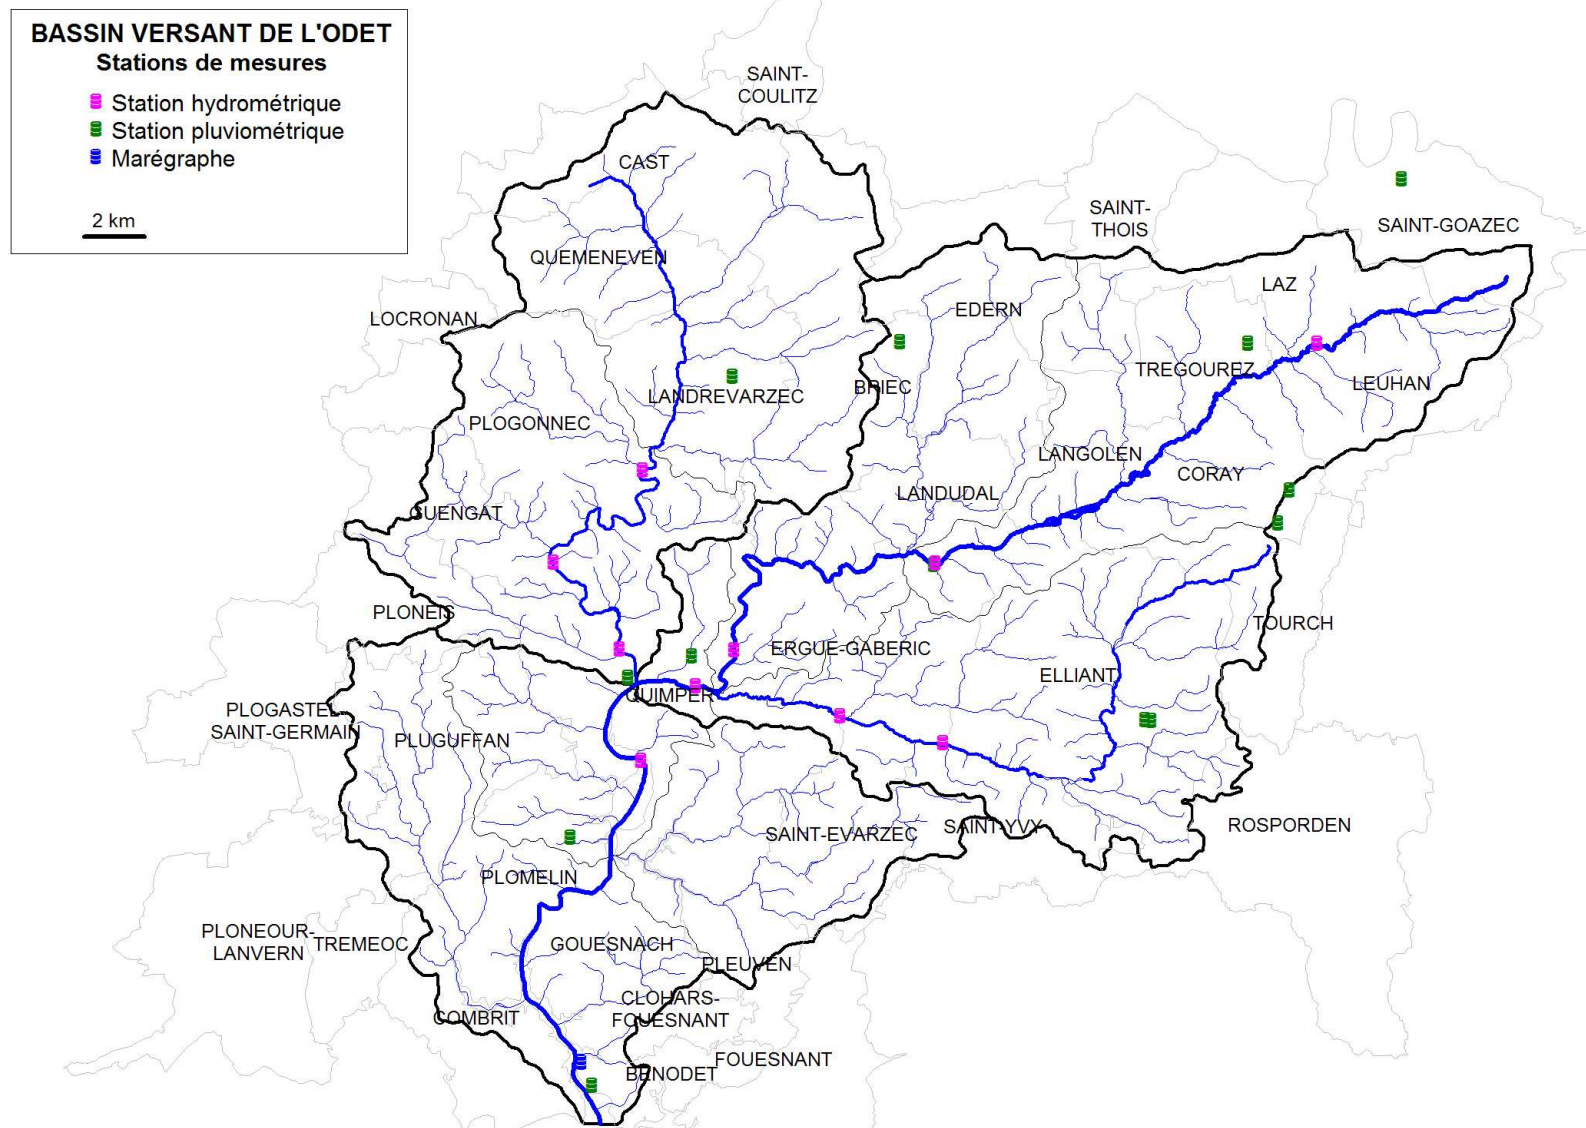 BASSIN VERSANT DE L'ODET
Stations de mesures
Station hydrométrique
Station pluviométrique
Marégraphe
2 km
SAINT-
COULITZ
CAST
SAINT-
THOIS
SAINT-GOAZEC
QUEMENEVEN
LAZ
EDERN
LOCRONAN
TREGOUREZ
LEUHAN
BRIEC
LANDREVARZEC
PLOGONNEC
LANGOLEN
CORAY
LANDUDAL
GUENGAT
PLONEIS
TOURCH
ERGUE-GABERIC
ELLIANT
QUIMPER
PLOGASTEL-
SAINT-GERMAIN
PLUGUFFAN
SAINT-EVARZEC
SAINT-YVY
ROSPORDEN
PLOMELIN
PLONEOUR-
LANVERN
TREMEOC
GOUESNACH
PLEUVEN
CLOHARS-
FOUESNANT
COMBRIT
FOUESNANT
BENODET